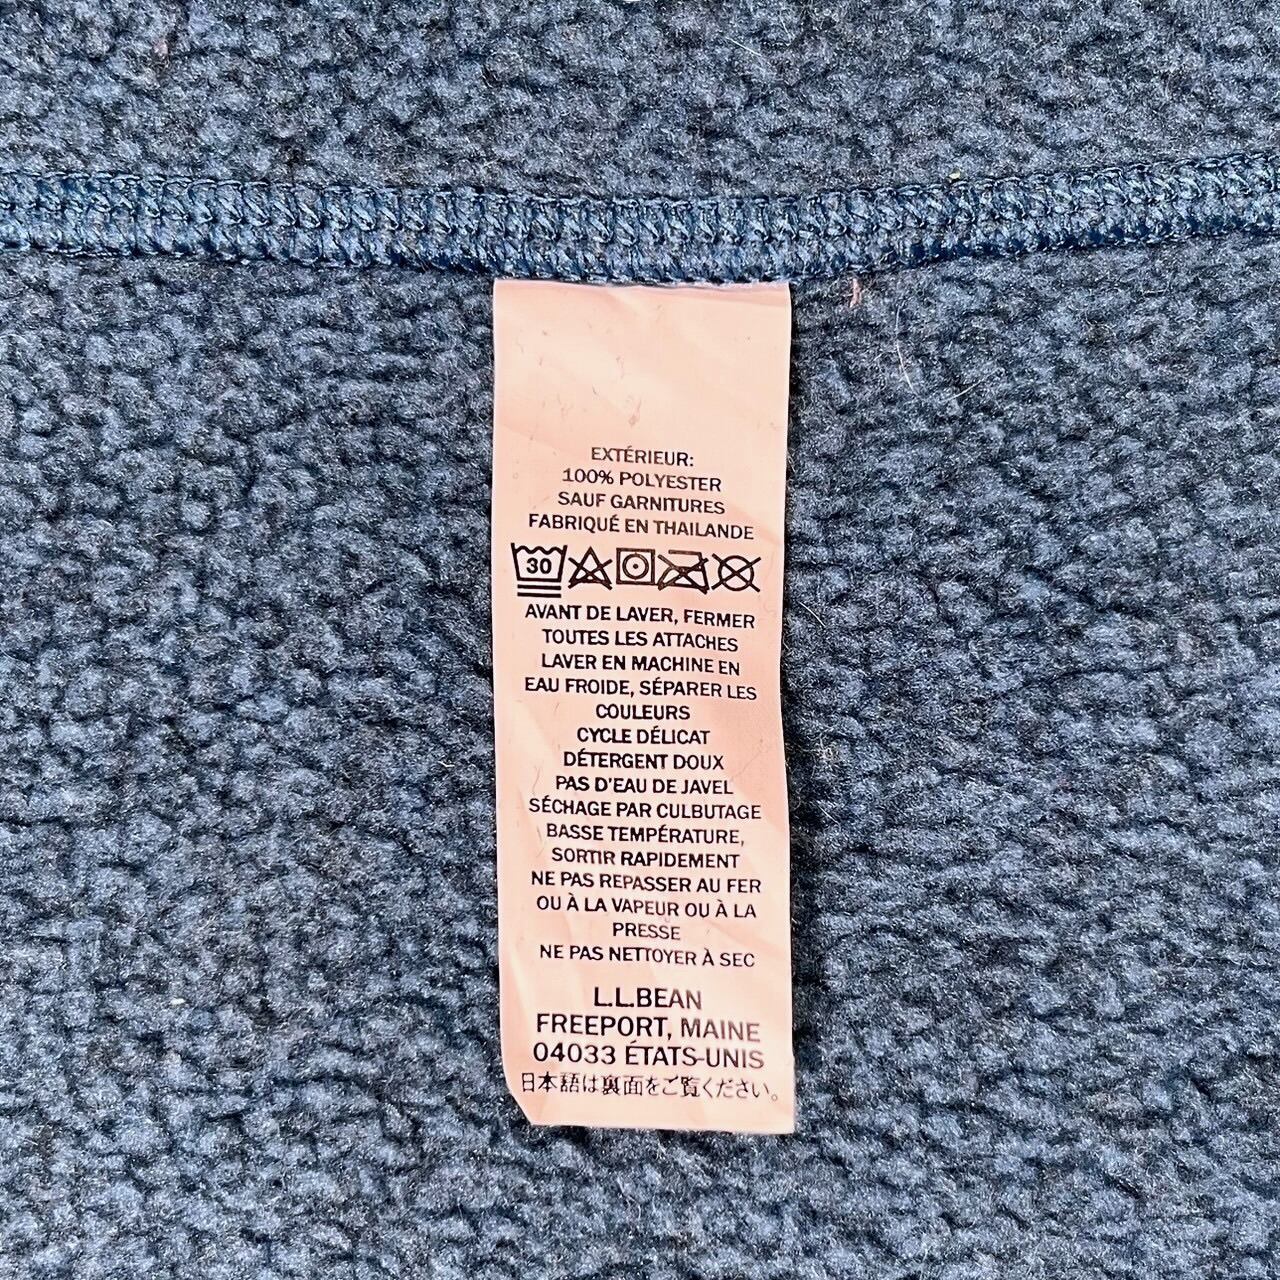 EXTÉRIEUR:
100% POLYESTER
SAUF GARNITURES
FABRIQUÉ EN THAILANDE
30
AVANT DE LAVER, FERMER
TOUTES LES ATTACHES
LAVER EN MACHINE EN
EAU FROIDE, SÉPARER LES
COULEURS
CYCLE DÉLICAT
DÉTERGENT DOUX
PAS D'EAU DE JAVEL
SÉCHAGE PAR CULBUTAGE
BASSE TEMPÉRATURE,
SORTIR RAPIDEMENT
NE PAS REPASSER AU FER
OU À LA VAPEUR OU À LA
PRESSE
NE PAS NETTOYER À SEC
L.L.BEAN
FREEPORT, MAINE
04033 ÉTATS-UNIS
日本語は裏面をご覧ください。